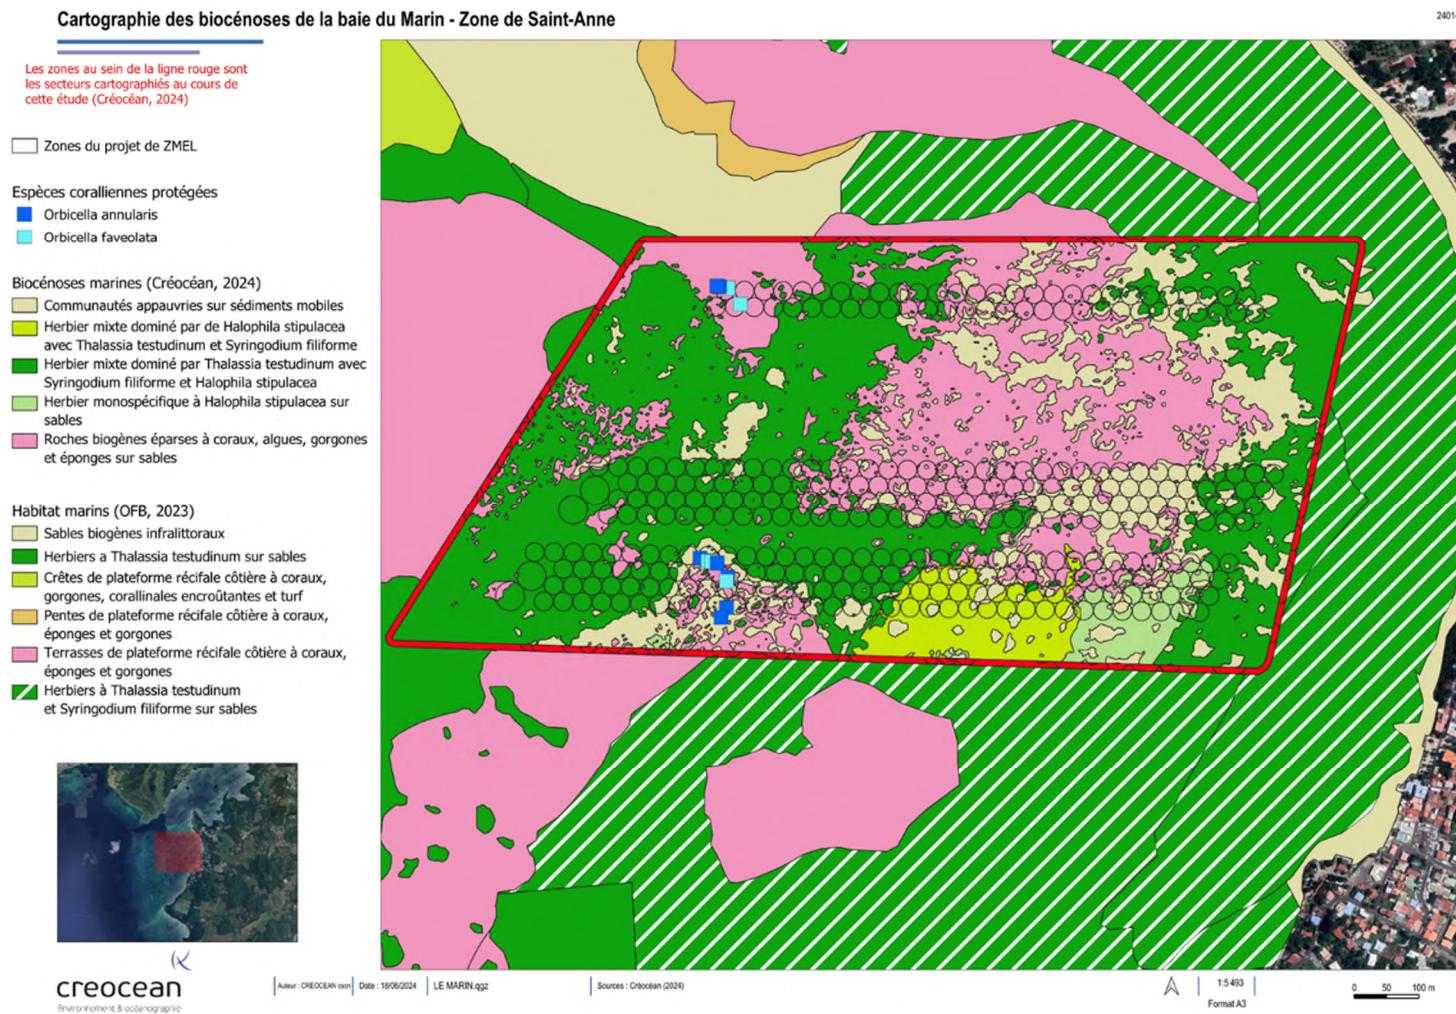 Cartographie des biocénoses de la baie du Marin - Zone de Saint-Anne
Les zones au sein de la ligne rouge sont
les secteurs cartographiés au cours de
cette étude (Créocéan, 2024)
Zones du projet de ZMEL
Espèces coralliennes protégées
Orbicella annularis
Orbicella faveolata
Biocénoses marines (Créocéan, 2024)
Communautés appauvries sur sédiments mobiles
Herbier mixte dominé par de Halophila stipulacea
avec Thalassia testudinum et Syringodium filiforme
Herbier mixte dominé par Thalassia testudinum avec
Syringodium filiforme et Halophila stipulacea
Herbier monospécifique à Halophila stipulacea sur
sables
Roches biogènes éparses à coraux, algues, gorgones
et éponges sur sables
Habitat marins (OFB, 2023)
Sables biogènes infralittoraux
Herbiers a Thalassia testudinum sur sables
Crêtes de plateforme récifale côtière à coraux,
gorgones, corallinales encroûtantes et turf
Pentes de plateforme récifale côtière à coraux,
éponges et gorgones
Terrasses de plateforme récifale côtière à coraux,
éponges et gorgones
Herbiers à Thalassia testudinum
et Syringodium filiforme sur sables
creocean
Environnement & océanographie
Auteur : CREOCEAN
Date : 18/06/2024
LE MARIN.qgz
Sources : Créocéan (2024)
1:5 493
Format A3
0 50 100 m